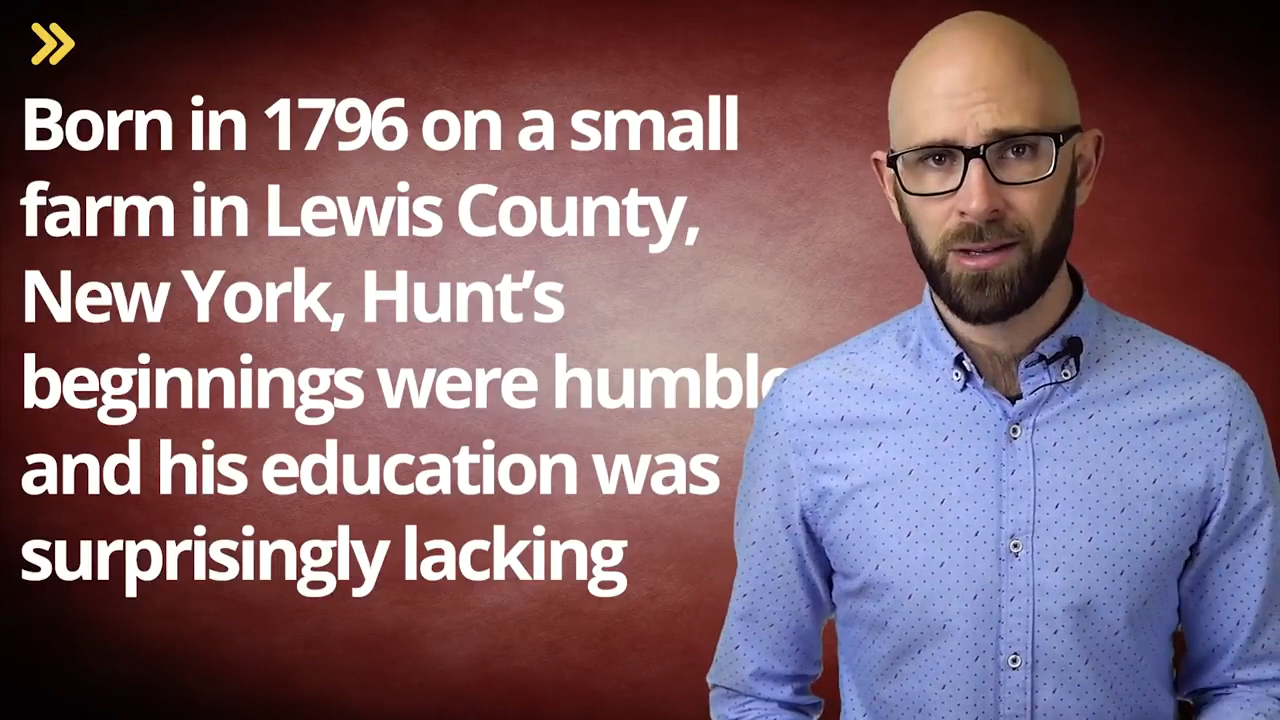 Born in 1796 on a small
farm in Lewis County,
New York, Hunt’s
beginnings were humble
and his education was
surprisingly lacking